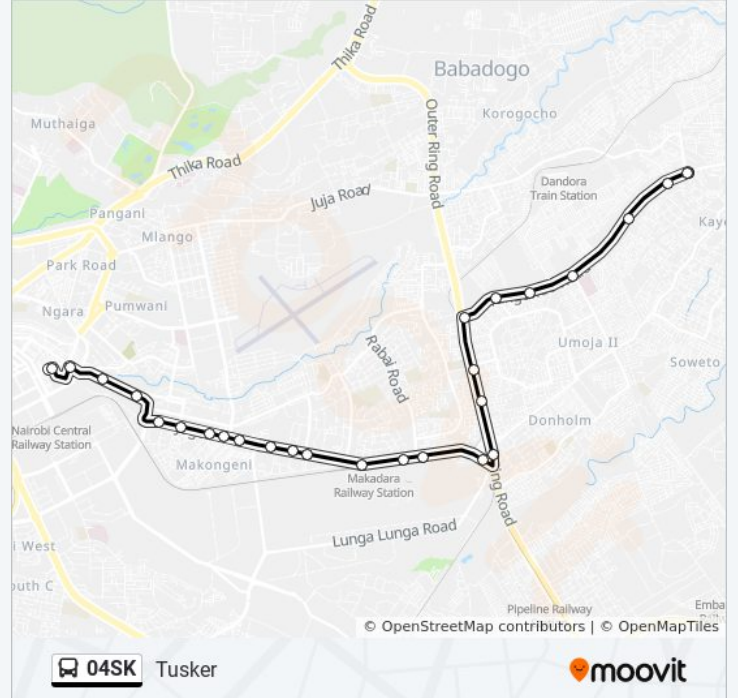 Thika Road
Babadogo
Muthaiga
Outer Ring Road
Korogocho
Thika Road
Dandora
Train Station
Juja Road
Pangani
Kay
Mlango
Park Road
Pumwani
Ngara
Rabai Road
Umoja II
Soweto
Nairobi Central
Railway Station
Donholm
Makongeni
Makadara
Railway Station
ng Road
Lunga Lunga Road
i West
outh C
Pipeline Railway
Emba
© OpenStreetMap contributors | © OpenMapTiles
04SK Tusker
moovit